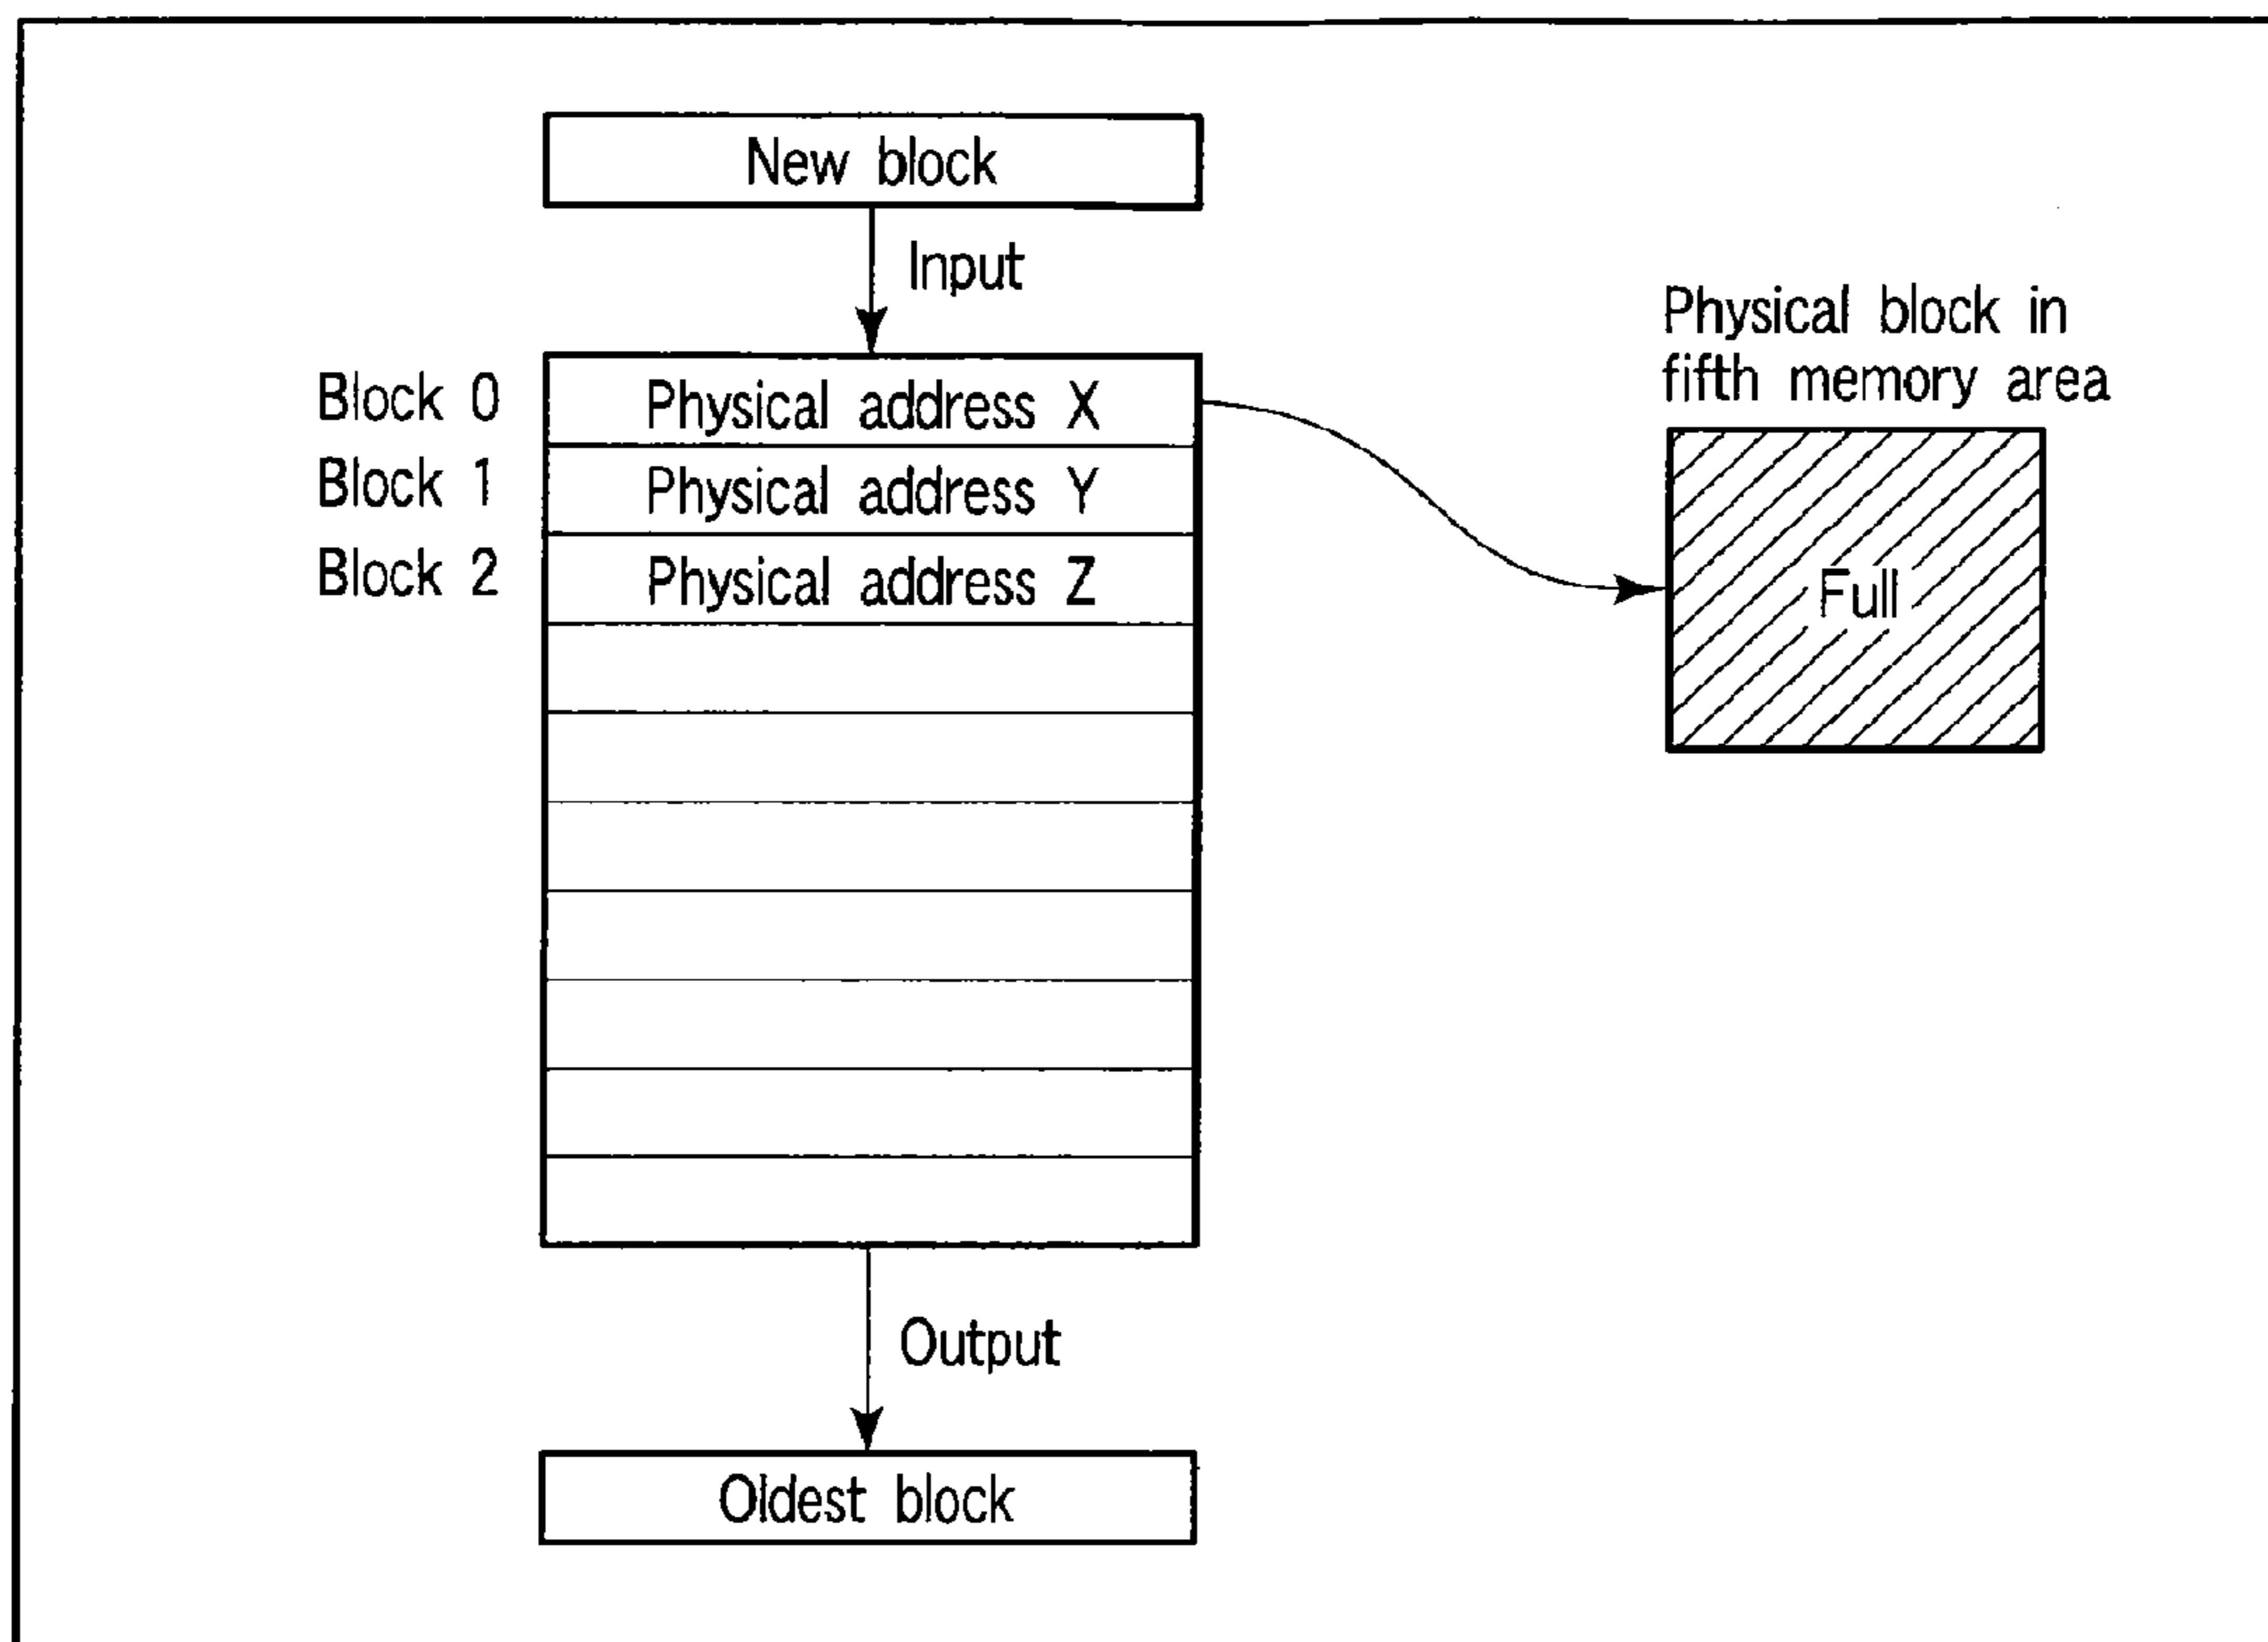 New block
Input
Physical block in
fifth memory area
Block 0 Physical address X
Block 1 Physical address Y
Block 2 Physical address Z
Full
Output
Oldest block